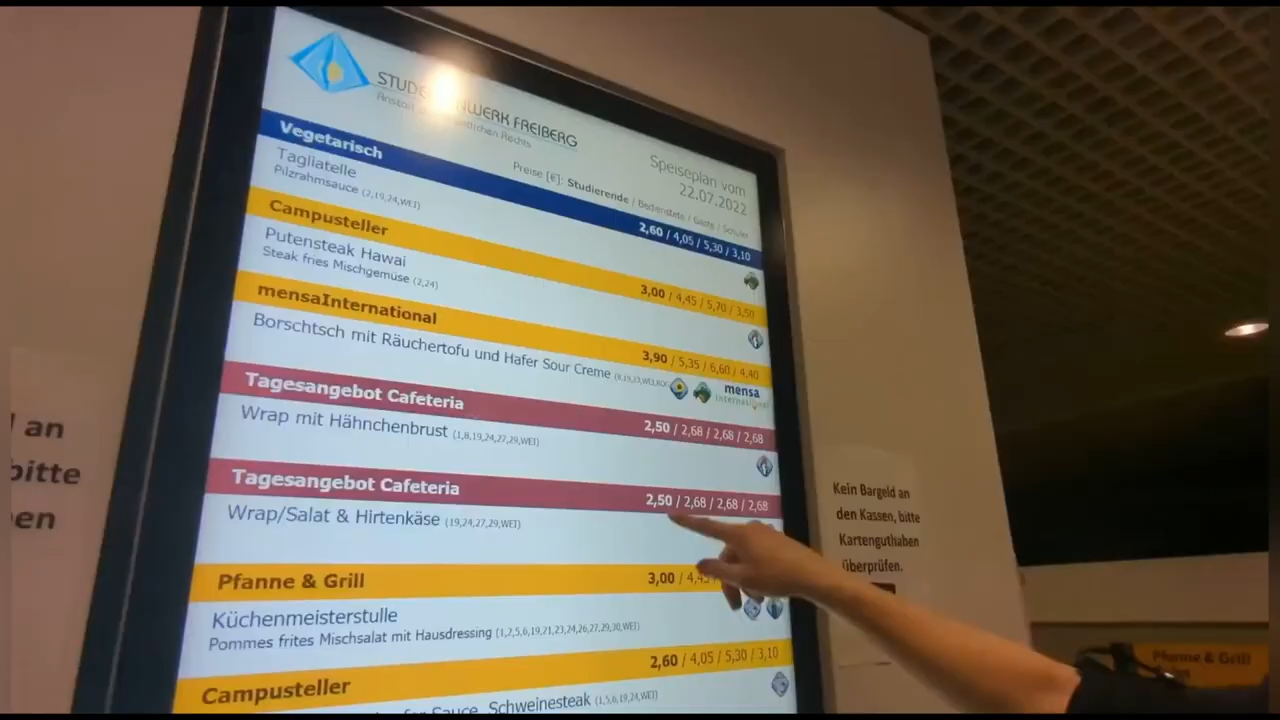 an
bitte
en
STUDE NWERK FREIBERG
Anstalt
Speiseplan vom
22.07.2022
Preise [€]: Studierende / Bedienstete / Gäste / Schüler
Vegetarisch 2,60 / 4,05 / 5,30 / 3,10
Tagliatelle
Pilzrahmsauce (2,19,24,WEI)
Campusteller 3,00 / 4,45 / 5,70 / 3,50
Putensteak Hawai
Steak fries Mischgemüse (2,24)
mensaInternational 3,90 / 5,35 / 6,60 / 4,40
Borschtsch mit Räuchertofu und Hafer Sour Creme
mensa
international
Tagesangebot Cafeteria 2,50 / 2,68 / 2,68 / 2,68
Wrap mit Hähnchenbrust (1,8,19,24,27,29,WEI)
Tagesangebot Cafeteria 2,50 / 2,68 / 2,68 / 2,68
Wrap/Salat & Hirtenkäse (19,24,27,29,WEI)
Pfanne & Grill 3,00 / 4,45
Küchenmeisterstulle
Pommes frites Mischsalat mit Hausdressing (1,2,5,6,19,21,23,24,26,27,29,30,WEI)
Campusteller 2,60 / 4,05 / 5,30 / 3,10
Sauce, Schweinesteak (1,5,6,19,24,WEI)
Kein Bargeld an
den Kassen, bitte
Kartenguthaben
überprüfen.
Pfanne & Grill